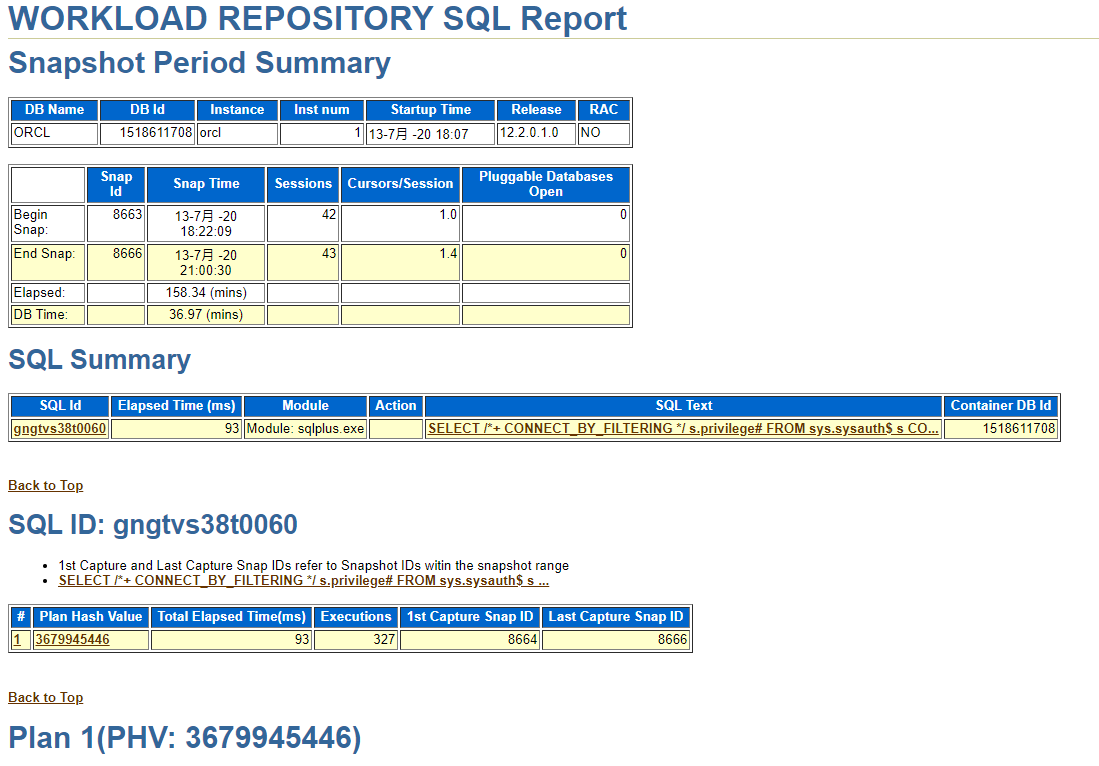 WORKLOAD REPOSITORY SQL Report
Snapshot Period Summary
DB Name DB Id Instance Inst num Startup Time Release RAC
ORCL 1518611708 orcl 1 13-7月 -20 18:07 12.2.0.1.0 NO
Snap Id Snap Time Sessions Cursors/Session Pluggable Databases Open
Begin Snap: 8663 13-7月 -20 18:22:09 42 1.0 0
End Snap: 8666 13-7月 -20 21:00:30 43 1.4 0
Elapsed: 158.34 (mins)
DB Time: 36.97 (mins)
SQL Summary
SQL Id Elapsed Time (ms) Module Action SQL Text Container DB Id
gngtvs38t0060 93 Module: sqlplus.exe SELECT /*+ CONNECT_BY_FILTERING */ s.privilege# FROM sys.sysauth$ s CO... 1518611708
Back to Top
SQL ID: gngtvs38t0060
• 1st Capture and Last Capture Snap IDs refer to Snapshot IDs witin the snapshot range
• SELECT /*+ CONNECT_BY_FILTERING */ s.privilege# FROM sys.sysauth$ s ...
# Plan Hash Value Total Elapsed Time(ms) Executions 1st Capture Snap ID Last Capture Snap ID
1 3679945446 93 327 8664 8666
Back to Top
Plan 1(PHV: 3679945446)